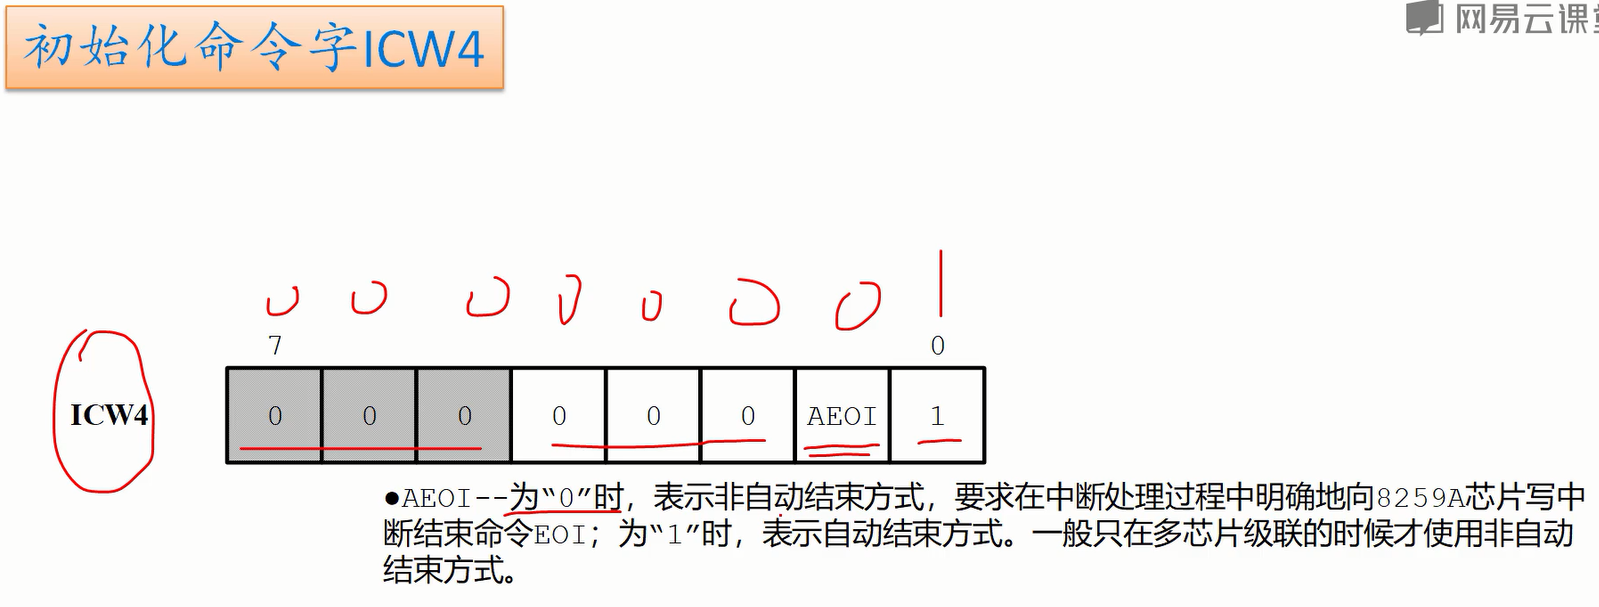 初始化命令字ICW4
网易云课
0 0 0 0 0 0 0 1
7 0
ICW4 0 0 0 0 0 0 AEOI 1
●AEOI--为“0”时，表示非自动结束方式，要求在中断处理过程中明确地向8259A芯片写中
断结束命令EOI；为“1”时，表示自动结束方式。一般只在多芯片级联的时候才使用非自动
结束方式。